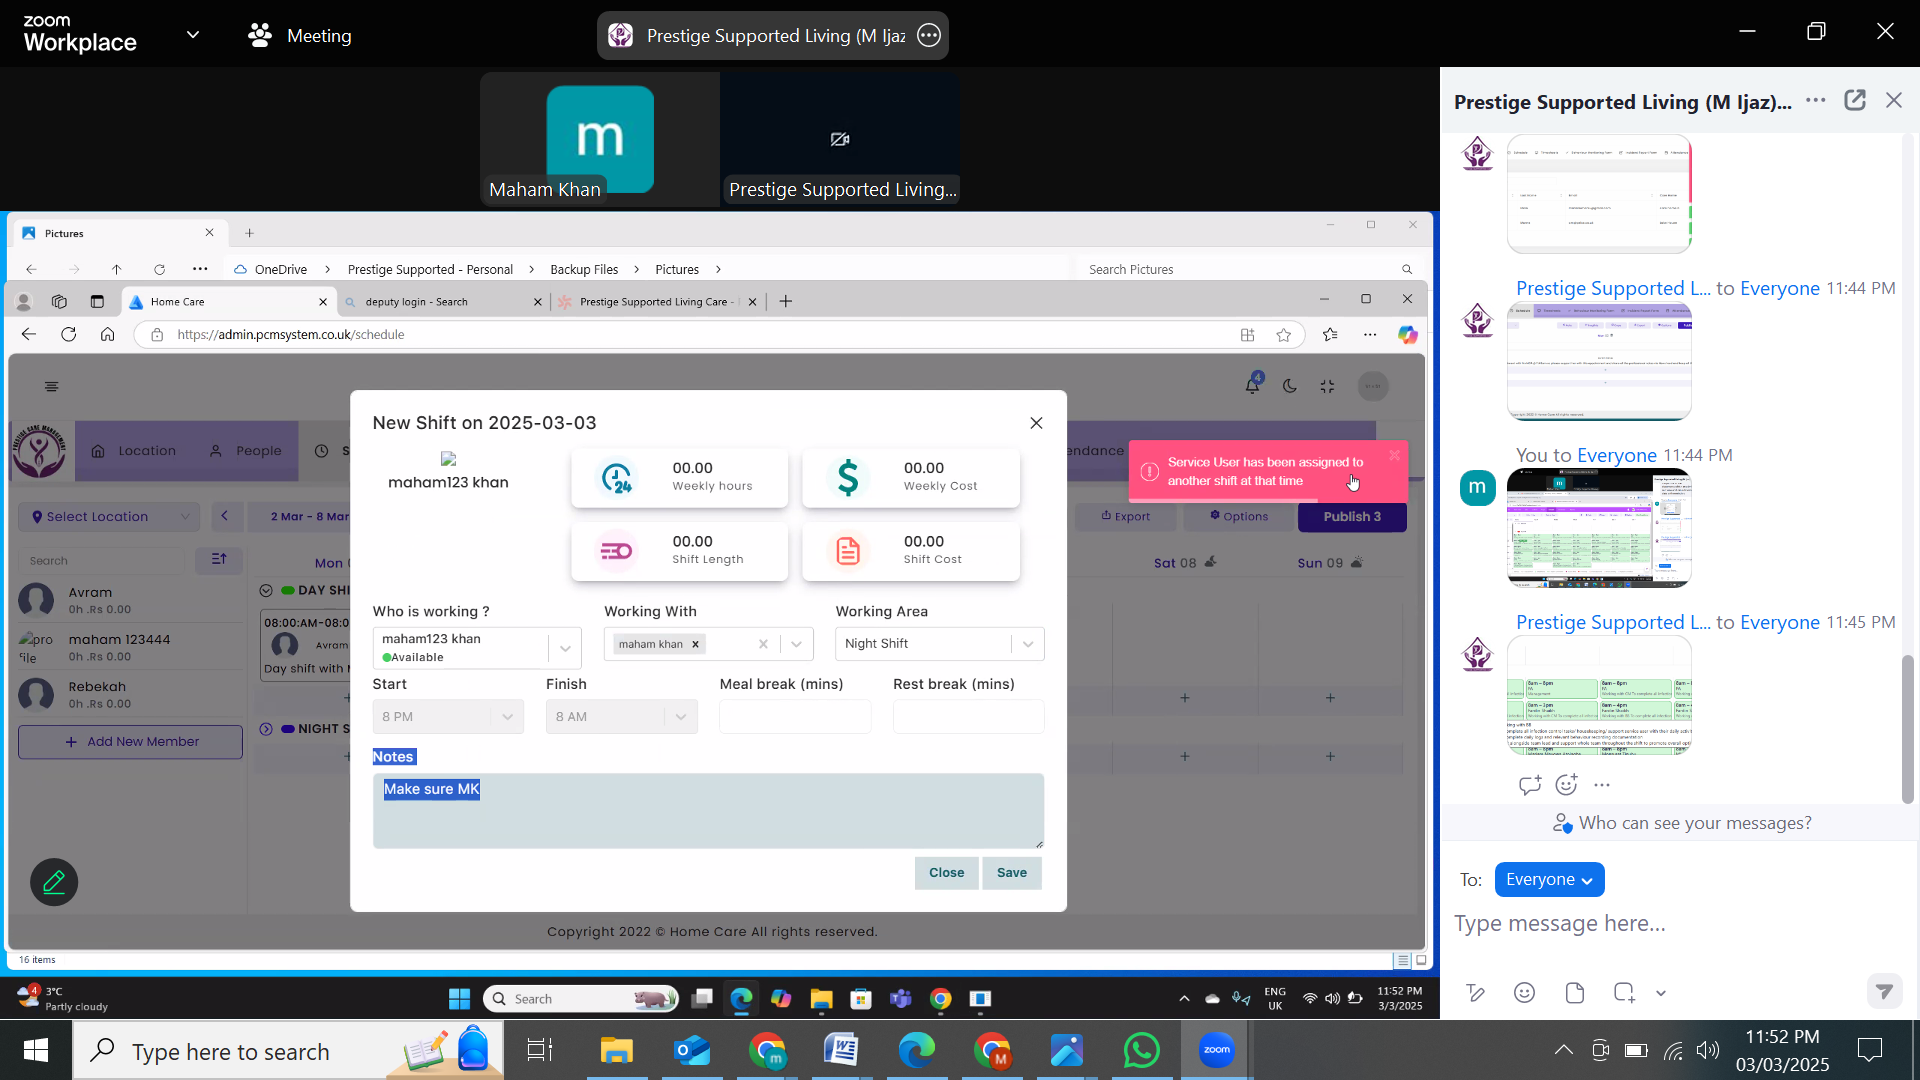 zoom
Workplace
Meeting
Prestige Supported Living (M Ijaz
m
Maham Khan
Prestige Supported Living...
Pictures
OneDrive > Prestige Supported - Personal > Backup Files > Pictures >
Search Pictures
Home Care
deputy login - Search
Prestige Supported Living Care -
https://admin.pcmsystem.co.uk/schedule
4
Location
People
S
endance
Select Location
2 Mar - 8 Mar
Export
Options
Publish 3
Search
Mon
Sat 08
Sun 09
Avram
0h .Rs 0.00
maham 123444
0h .Rs 0.00
Rebekah
0h .Rs 0.00
+ Add New Member
DAY SHI
08:00:AM-08:0
Avram
Day shift with M
NIGHT S
New Shift on 2025-03-03
maham123 khan
00.00
Weekly hours
00.00
Weekly Cost
00.00
Shift Length
00.00
Shift Cost
Service User has been assigned to
another shift at that time
Who is working ?
Working With
Working Area
maham123 khan
Available
maham khan x
Night Shift
Start
Finish
Meal break (mins)
Rest break (mins)
8 PM
8 AM
Notes
Make sure MK
Close
Save
Copyright 2022 © Home Care All rights reserved.
16 items
4
3°C
Partly cloudy
Search
ENG
UK
11:52 PM
3/3/2025
Prestige Supported Living (M Ijaz)...
Prestige Supported L... to Everyone 11:44 PM
You to Everyone 11:44 PM
m
Prestige Supported L... to Everyone 11:45 PM
Who can see your messages?
To: Everyone
Type message here...
Type here to search
zoom
11:52 PM
03/03/2025